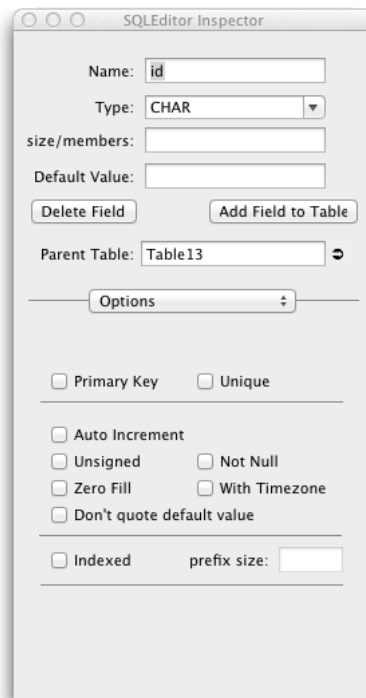 SQLEditor Inspector
Name: id
Type: CHAR
size/members:
Default Value:
Delete Field Add Field to Table
Parent Table: Table13
Options
Primary Key Unique
Auto Increment
Unsigned Not Null
Zero Fill With Timezone
Don't quote default value
Indexed prefix size: